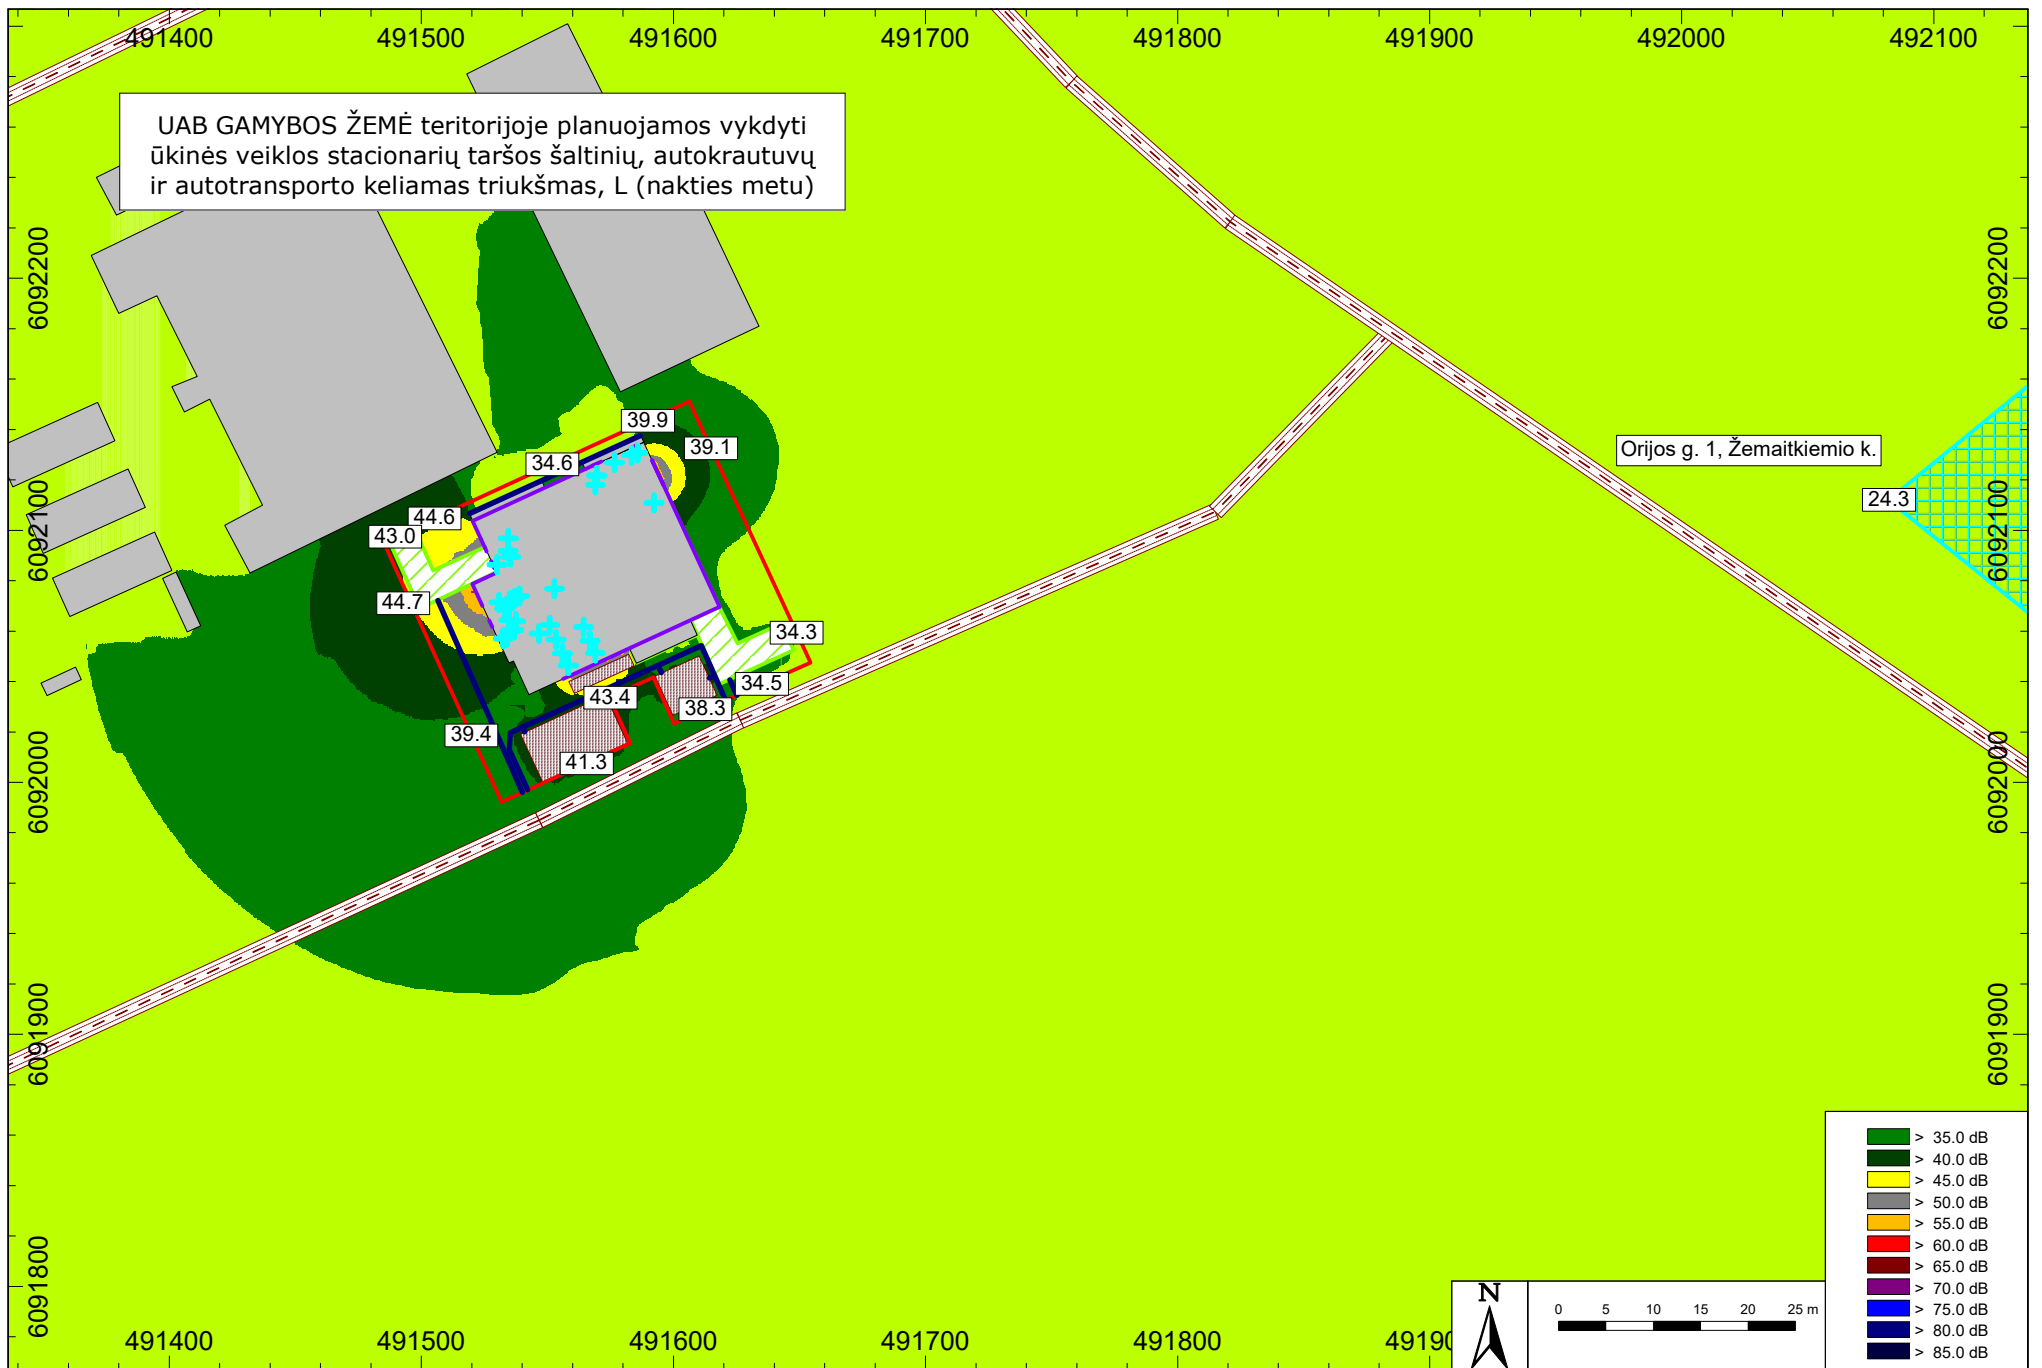 491400 491500 491600 491700 491800 491900 492000 492100
UAB GAMYBOS ŽEMĖ teritorijoje planuojamos vykdyti
ūkinės veiklos stacionarių taršos šaltinių, autokrautuvų
ir autotransporto keliamas triukšmas, L (nakties metu)
6092200
6092200
39.9
39.1
34.6
Orijos g. 1, Žemaitkiemio k.
24.3
44.6
43.0
6092100
6092100
44.7
34.3
34.5
43.4
38.3
39.4
41.3
6092000
6092000
6091900
6091900
6091800
> 35.0 dB
> 40.0 dB
> 45.0 dB
> 50.0 dB
> 55.0 dB
> 60.0 dB
> 65.0 dB
> 70.0 dB
> 75.0 dB
> 80.0 dB
> 85.0 dB
N
0 5 10 15 20 25 m
491400 491500 491600 491700 491800